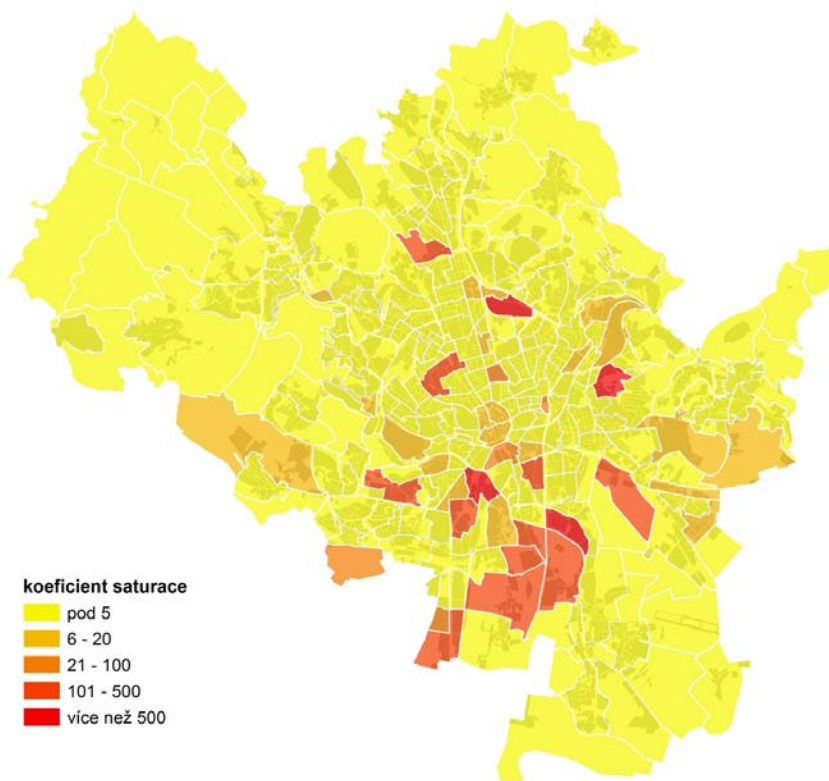 koeficient saturace
pod 5
6 - 20
21 - 100
101 - 500
více než 500